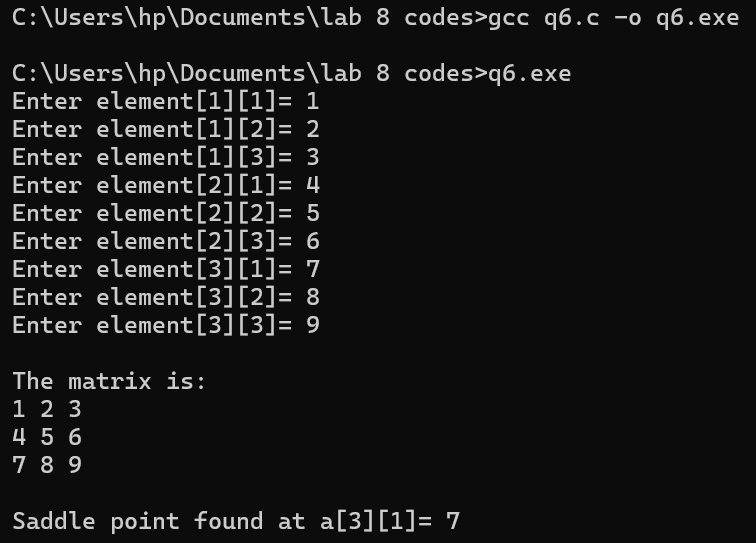 C:\Users\hp\Documents\lab 8 codes>gcc q6.c -o q6.exe
C:\Users\hp\Documents\lab 8 codes>q6.exe
Enter element[1][1]= 1
Enter element[1][2]= 2
Enter element[1][3]= 3
Enter element[2][1]= 4
Enter element[2][2]= 5
Enter element[2][3]= 6
Enter element[3][1]= 7
Enter element[3][2]= 8
Enter element[3][3]= 9
The matrix is:
1 2 3
4 5 6
7 8 9
Saddle point found at a[3][1]= 7